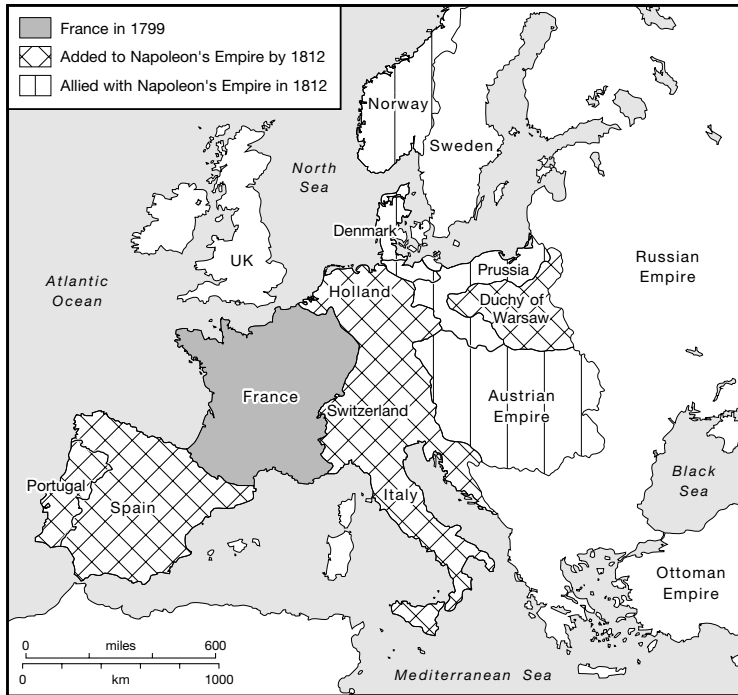 France in 1799
Added to Napoleon's Empire by 1812
Allied with Napoleon's Empire in 1812
Norway
Sweden
North
Sea
Denmark
UK
Prussia
Russian
Empire
Atlantic
Ocean
Holland
Duchy of
Warsaw
France
Switzerland
Austrian
Empire
Black
Sea
Portugal
Spain
Italy
Ottoman
Empire
0 miles 600
0 km 1000
Mediterranean Sea